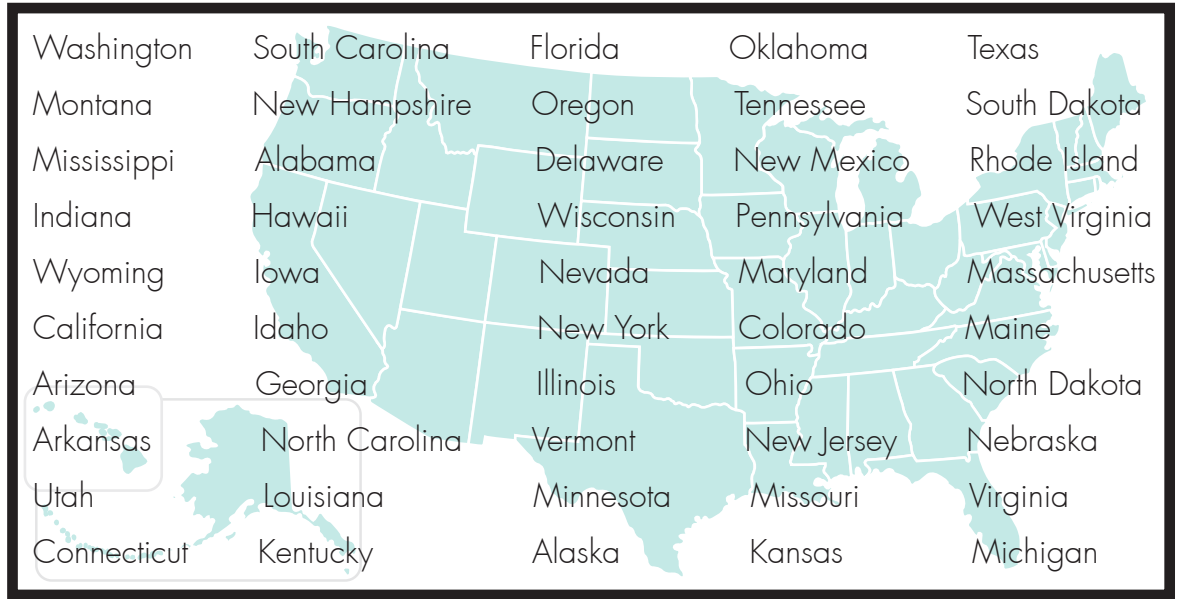 Washington South Carolina Florida Oklahoma Texas
Montana New Hampshire Oregon Tennessee South Dakota
Mississippi Alabama Delaware New Mexico Rhode Island
Indiana Hawaii Wisconsin Pennsylvania West Virginia
Wyoming Iowa Nevada Maryland Massachusetts
California Idaho New York Colorado Maine
Arizona Georgia Illinois Ohio North Dakota
Arkansas North Carolina Vermont New Jersey Nebraska
Utah Louisiana Minnesota Missouri Virginia
Connecticut Kentucky Alaska Kansas Michigan